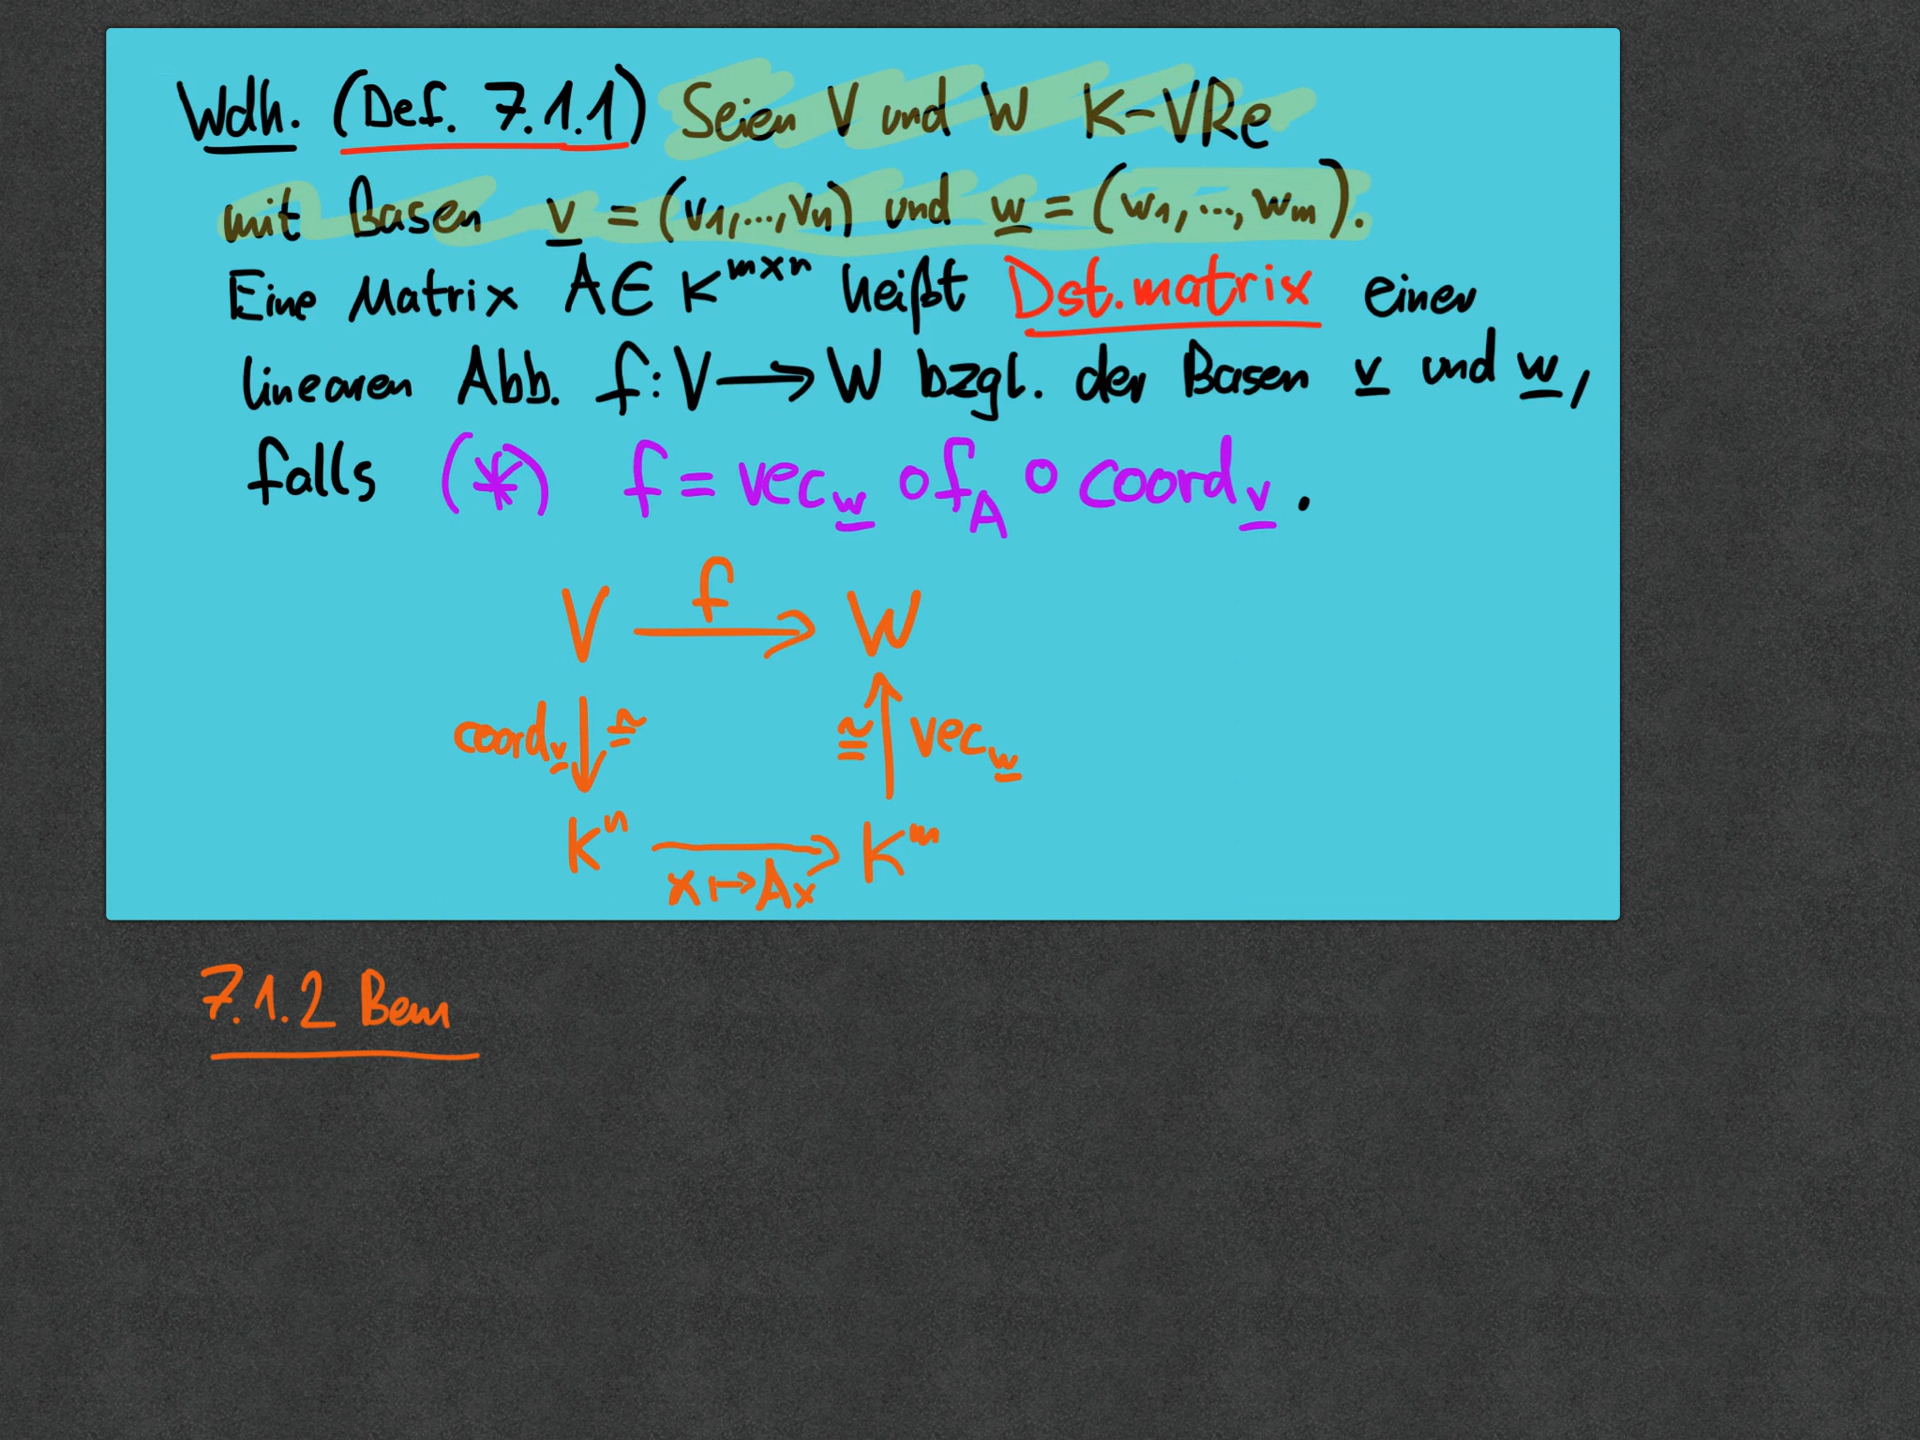 Wdh. (Def. 7.1.1) Seien V und W K-VRe
mit Basen v = (v₁,...,vₙ) und w = (w₁,...,wₘ).
Eine Matrix A ∈ K^{m×n} heißt Dst.matrix einer
linearen Abb. f: V → W bzgl. der Basen v und w,
falls (*) f = vec_w ∘ f_A ∘ coord_v.
f
V → W
coord_v ↓ ≅ ≅ ↑ vec_w
Kⁿ → Kᵐ
x ↦ Ax
7.1.2 Bem